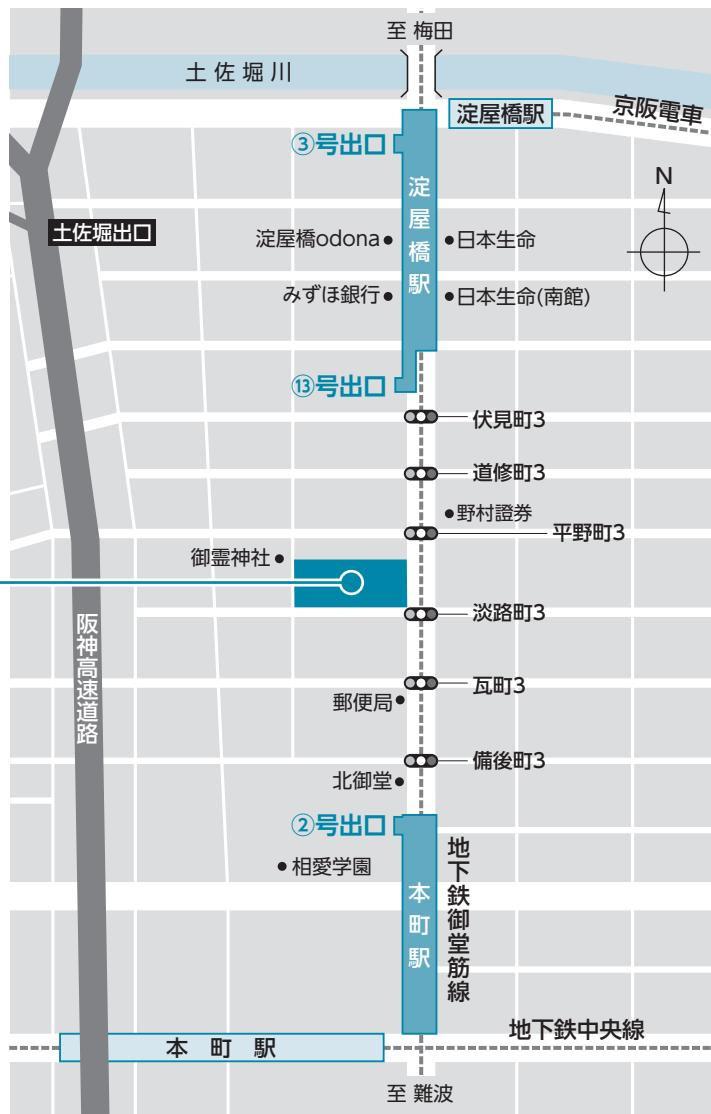 至 梅田
土佐堀川
淀屋橋駅
京阪電車
③号出口
淀屋橋駅
N
土佐堀出口
淀屋橋odona
日本生命
みずほ銀行
日本生命(南館)
⑬号出口
伏見町3
道修町3
野村證券
平野町3
御霊神社
淡路町3
阪神高速道路
瓦町3
郵便局
備後町3
北御堂
②号出口
相愛学園
本町駅
地下鉄御堂筋線
地下鉄中央線
本町駅
至 難波